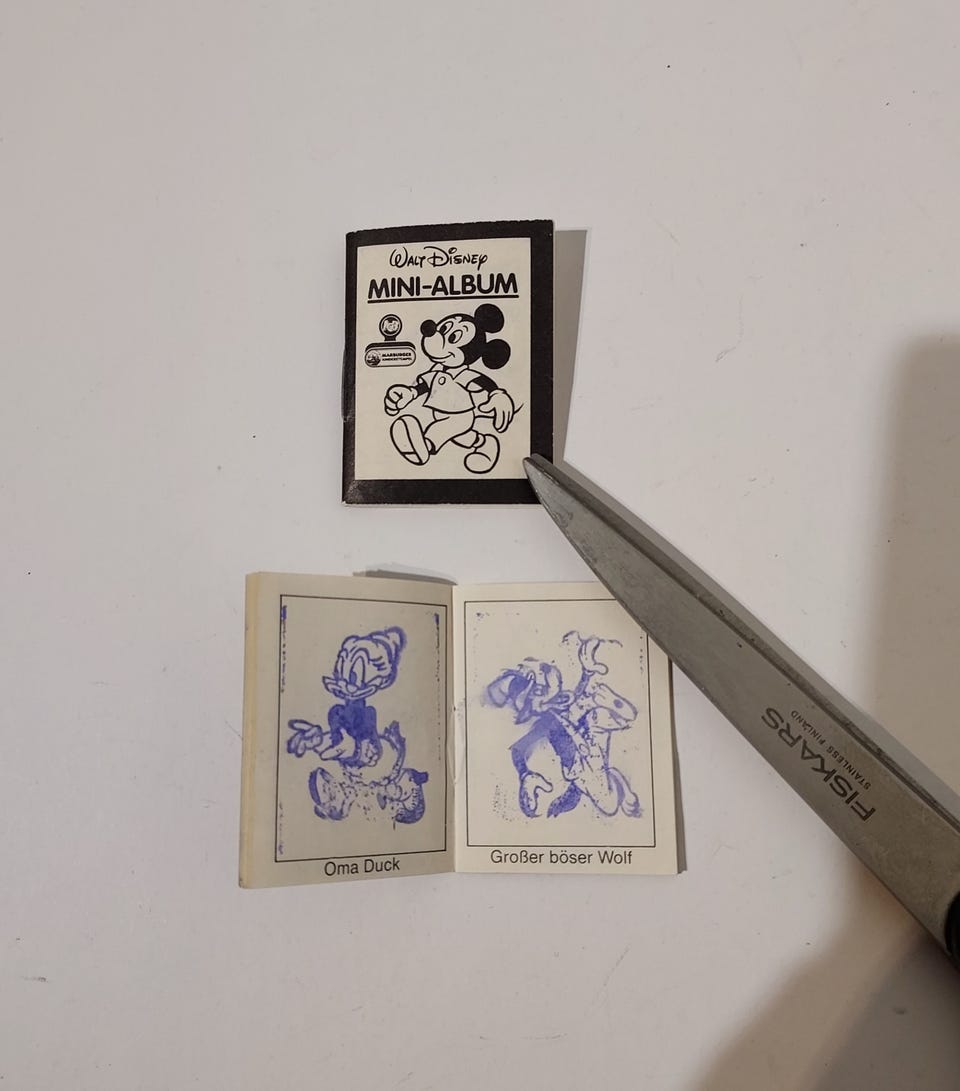 Walt Disney
MINI-ALBUM
MARBURGER
Oma Duck
Großer böser Wolf
FISKARS
STAINLESS FINLAND